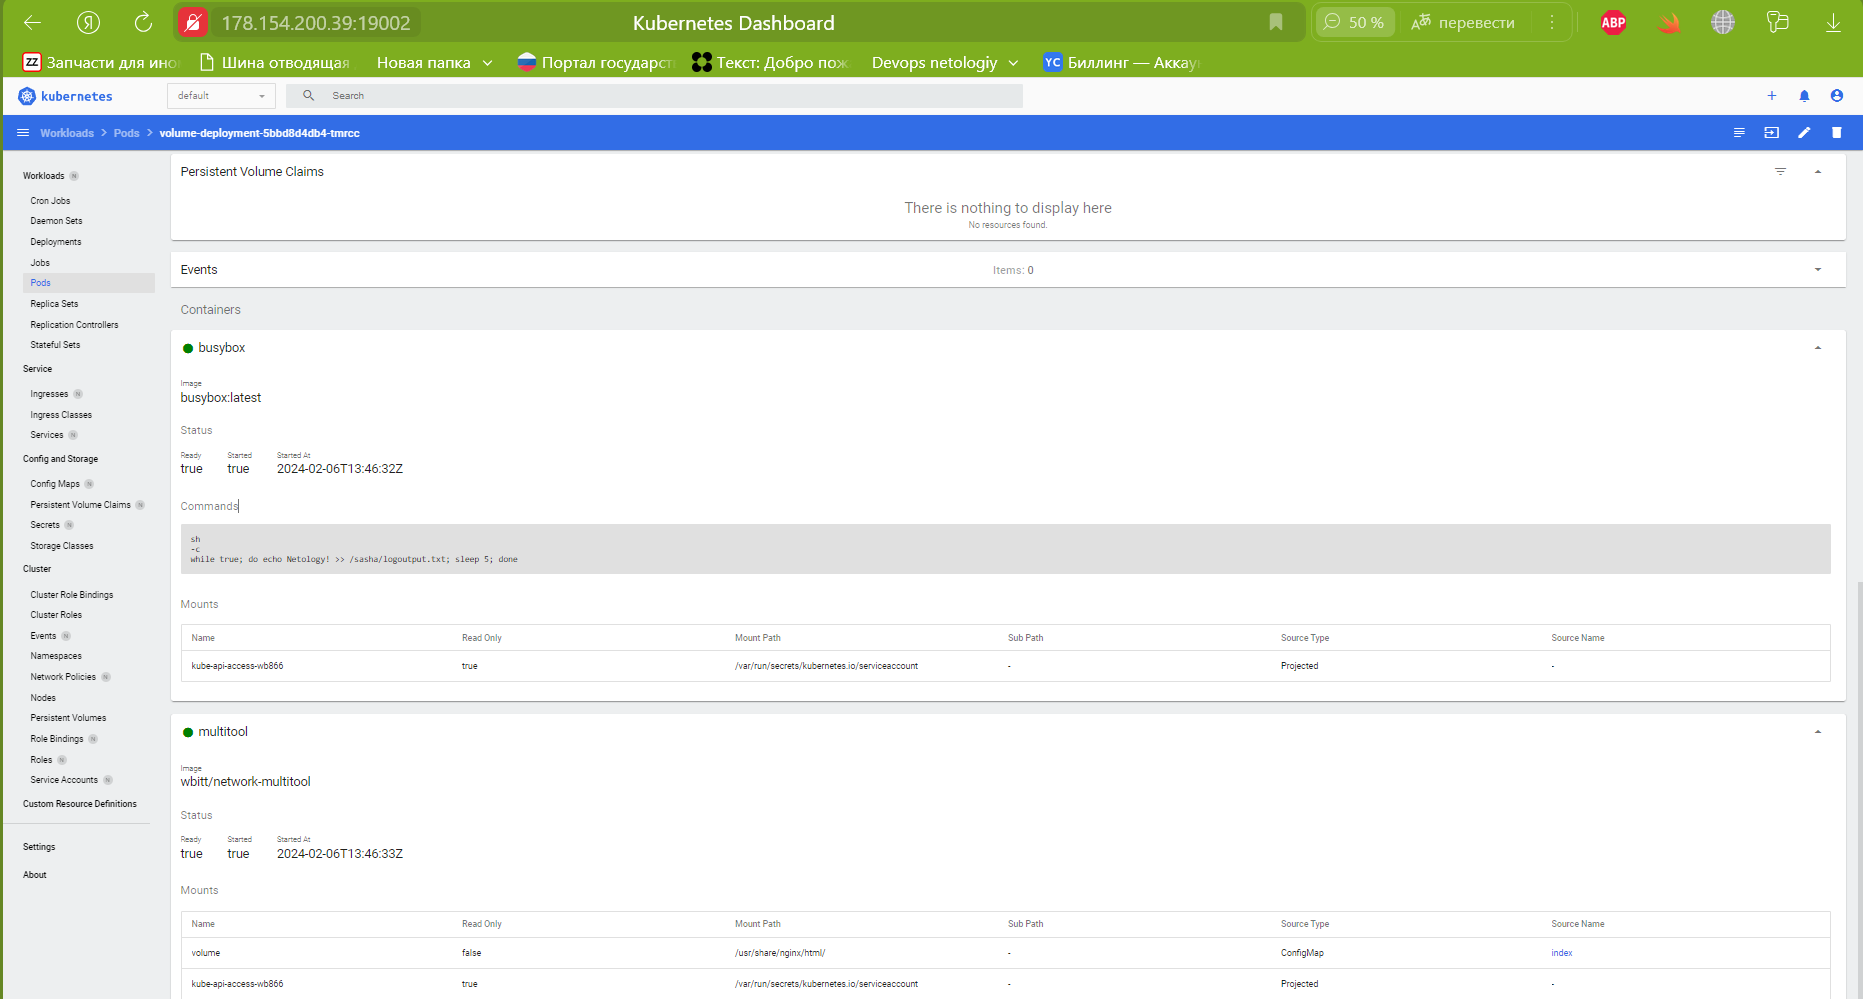 178.154.200.39:19002
Kubernetes Dashboard
50 %
перевести
ABP
ZZ Запчасти для ино
Шина отводящая
Новая папка
Портал государст
Текст: Добро пож
Devops netologiy
YC Биллинг — Аккау
kubernetes
default
Search
Workloads > Pods > volume-deployment-5bbd8d4db4-tmrcc
Workloads N
Cron Jobs
Daemon Sets
Deployments
Jobs
Pods
Replica Sets
Replication Controllers
Stateful Sets
Service
Ingresses N
Ingress Classes
Services N
Config and Storage
Config Maps N
Persistent Volume Claims N
Secrets N
Storage Classes
Cluster
Cluster Role Bindings
Cluster Roles
Events N
Namespaces
Network Policies N
Nodes
Persistent Volumes
Role Bindings N
Roles N
Service Accounts N
Custom Resource Definitions
Settings
About
Persistent Volume Claims
There is nothing to display here
No resources found.
Events
Items: 0
Containers
busybox
Image
busybox:latest
Status
Ready Started Started At
true true 2024-02-06T13:46:32Z
Commands
sh
-c
while true; do echo Netology! >> /sasha/logoutput.txt; sleep 5; done
Mounts
Name Read Only Mount Path Sub Path Source Type Source Name
kube-api-access-wb866 true /var/run/secrets/kubernetes.io/serviceaccount - Projected -
multitool
Image
wbitt/network-multitool
Status
Ready Started Started At
true true 2024-02-06T13:46:33Z
Mounts
Name Read Only Mount Path Sub Path Source Type Source Name
volume false /usr/share/nginx/html/ - ConfigMap index
kube-api-access-wb866 true /var/run/secrets/kubernetes.io/serviceaccount - Projected -